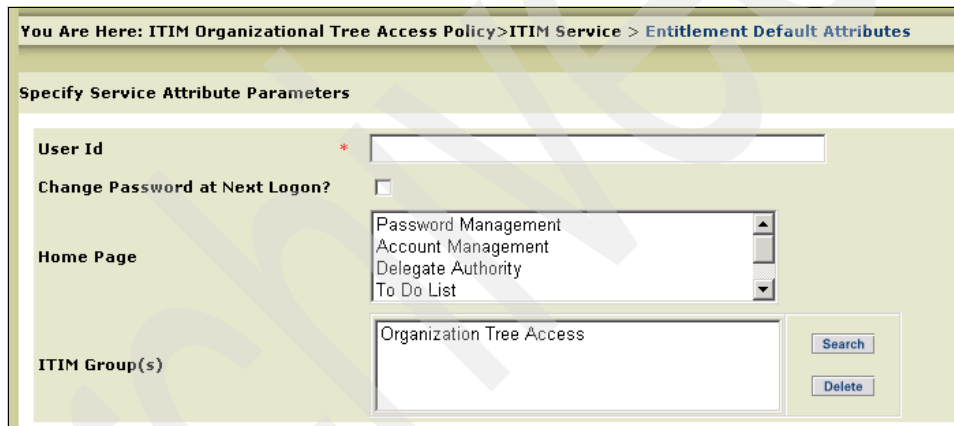 You Are Here: ITIM Organizational Tree Access Policy>ITIM Service > Entitlement Default Attributes
Specify Service Attribute Parameters
User Id *
Change Password at Next Logon?
Home Page
Password Management
Account Management
Delegate Authority
To Do List
ITIM Group(s)
Organization Tree Access
Search
Delete